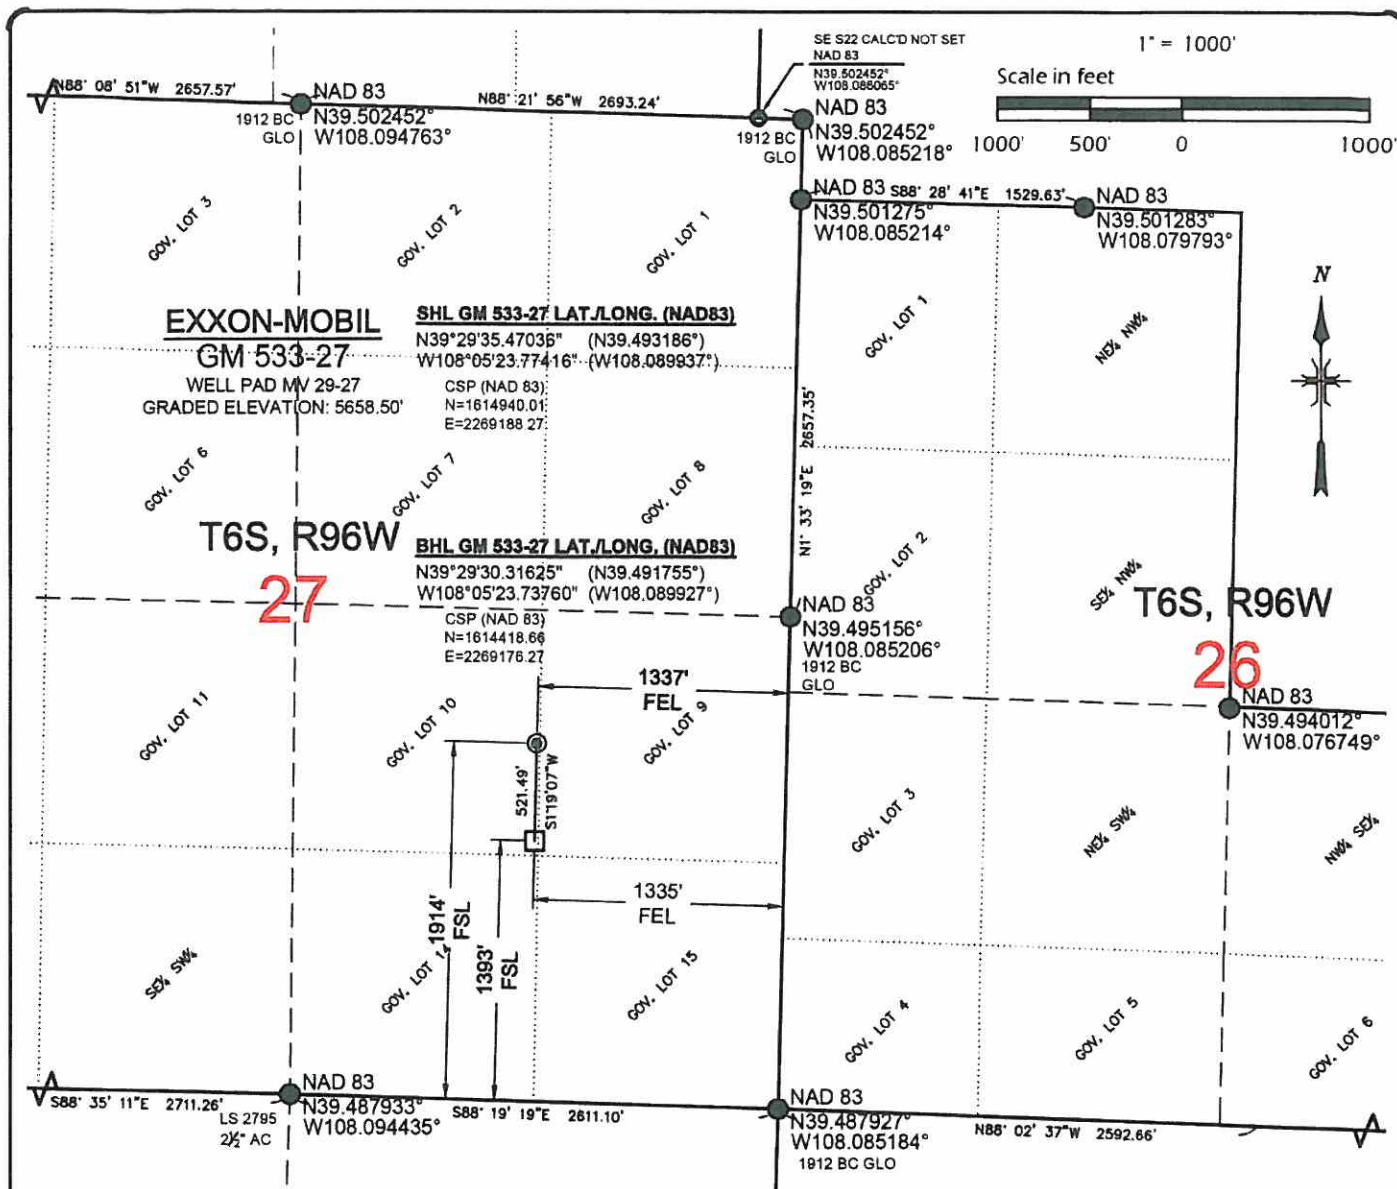 SE S22 CALC'D NOT SET
NAD 83
N39.502452°
W108.086065°
1" = 1000'
Scale in feet
1000' 500' 0 1000'
N88° 08' 51"W 2657.57'
NAD 83
N39.502452°
W108.094763°
1912 BC
GLO
N88° 21' 56"W 2693.24'
1912 BC
GLO
NAD 83
N39.502452°
W108.085218°
NAD 83
N39.501275°
W108.085214°
S88° 28' 41"E 1529.63'
NAD 83
N39.501283°
W108.079793°
GOV. LOT 3
GOV. LOT 2
GOV. LOT 1
GOV. LOT 1
NE¼ NW¼
N
EXXON-MOBIL
GM 533-27
WELL PAD MV 29-27
GRADED ELEVATION: 5658.50'
SHL GM 533-27 LAT./LONG. (NAD83)
N39°29'35.47036" (N39.493186°)
W108°05'23.77416" (W108.089937°)
CSP (NAD 83)
N=1614940.01
E=2269188.27
N1° 33' 19"E 2657.35'
GOV. LOT 6
GOV. LOT 7
GOV. LOT 8
GOV. LOT 2
SE¼ NW¼
T6S, R96W
27
BHL GM 533-27 LAT./LONG. (NAD83)
N39°29'30.31625" (N39.491755°)
W108°05'23.73760" (W108.089927°)
CSP (NAD 83)
N=1614418.66
E=2269176.27
NAD 83
N39.495156°
W108.085206°
1912 BC
GLO
T6S, R96W
26
NAD 83
N39.494012°
W108.076749°
1337'
FEL
GOV. LOT 11
GOV. LOT 10
GOV. LOT 9
521.49'
S1°19'07"W
GOV. LOT 3
NE¼ SW¼
NW¼ SE¼
1335'
FEL
1914'
FSL
1393'
FSL
SE¼ SW¼
GOV. LOT 14
GOV. LOT 15
GOV. LOT 4
GOV. LOT 5
GOV. LOT 6
S88° 35' 11"E 2711.26'
LS 2795
2½" AC
NAD 83
N39.487933°
W108.094435°
S88° 19' 19"E 2611.10'
NAD 83
N39.487927°
W108.085184°
1912 BC GLO
N88° 02' 37"W 2592.66'